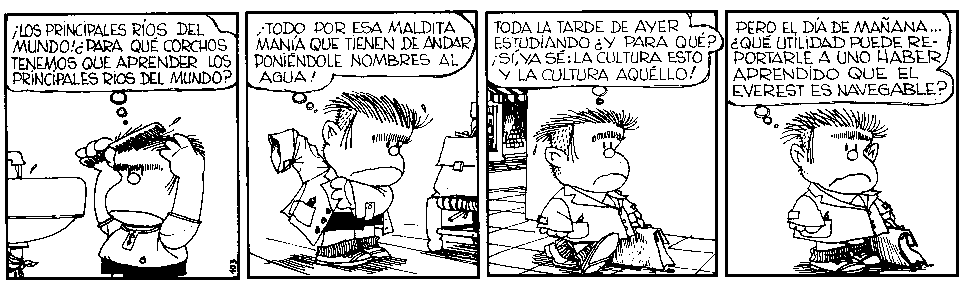 ¡LOS PRINCIPALES RÍOS DEL
MUNDO!¿PARA QUÉ CORCHOS
TENEMOS QUE APRENDER LOS
PRINCIPALES RIOS DEL MUNDO?
¡TODO POR ESA MALDITA
MANÍA QUE TIENEN DE ANDAR
PONIÉNDOLE NOMBRES AL
AGUA!
TODA LA TARDE DE AYER
ESTUDIANDO ¿Y PARA QUÉ?
¡SÍ, YA SÉ: LA CULTURA ESTO
Y LA CULTURA AQUÉLLO!
PERO EL DÍA DE MAÑANA...
¿QUÉ UTILIDAD PUEDE RE-
PORTARLE A UNO HABER
APRENDIDO QUE EL
EVEREST ES NAVEGABLE?
103